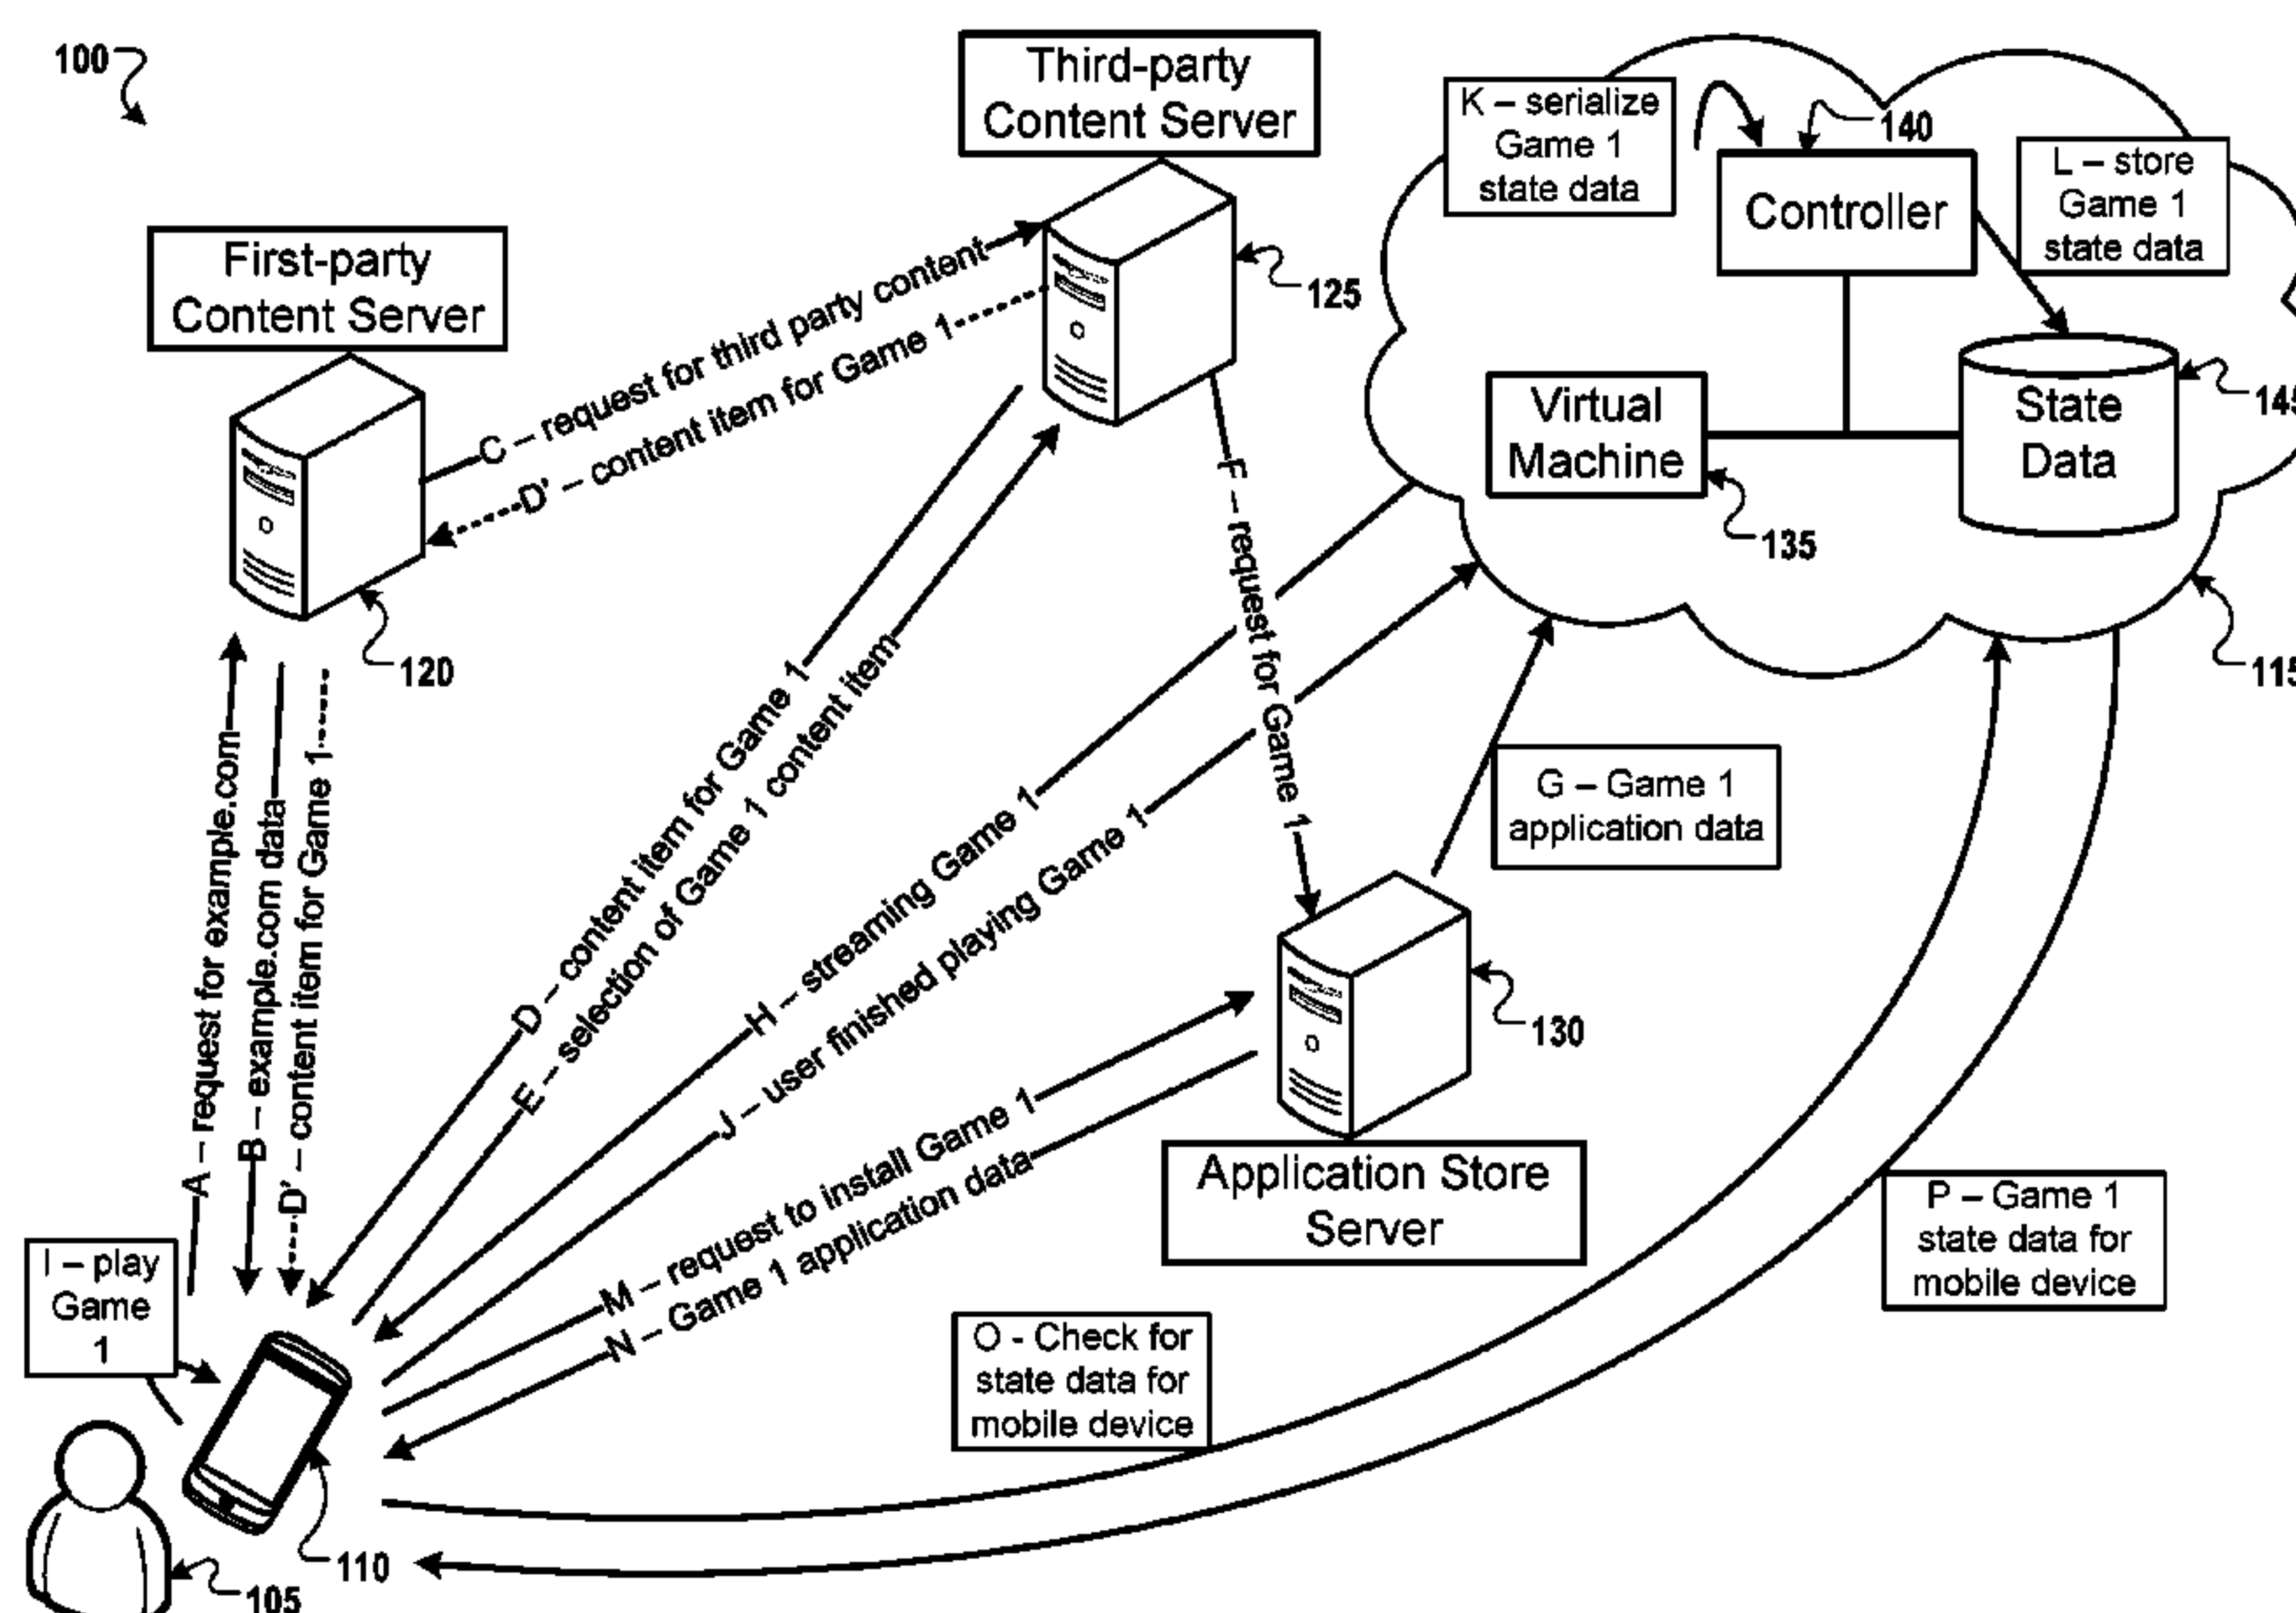 100
Third-party
Content Server
K – serialize
Game 1
state data
140
Controller
L – store
Game 1
state data
First-party
Content Server
125
C – request for third party content
D' – content item for Game 1
Virtual
Machine
State
Data
135
115
120
F – request for Game 1
A – request for example.com
B – example.com data
D' – content item for Game 1
D – content item for Game 1
E – selection of Game 1 content item
H – streaming Game 1
J – user finished playing Game 1
G – Game 1
application data
130
Application Store
Server
M – request to install Game 1
N – Game 1 application data
P – Game 1
state data for
mobile device
I – play
Game
1
O - Check for
state data for
mobile device
110
105